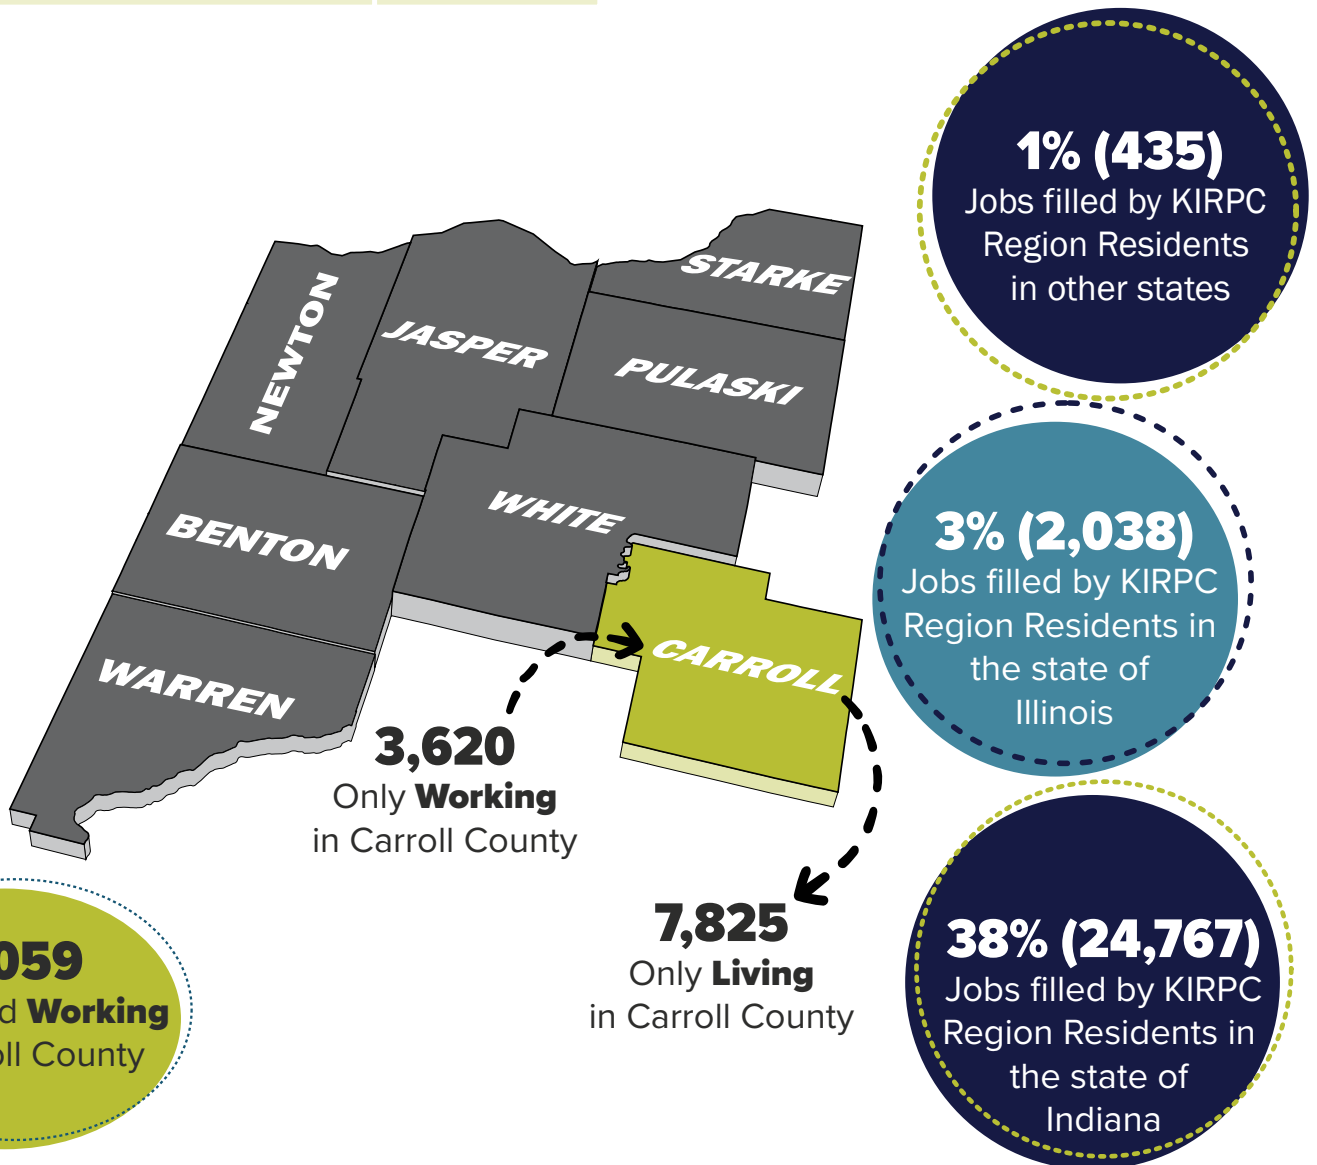 1% (435)
Jobs filled by KIRPC
Region Residents
in other states
STARKE
NEWTON
JASPER
PULASKI
WHITE
BENTON
CARROLL
WARREN
3% (2,038)
Jobs filled by KIRPC
Region Residents in
the state of
Illinois
3,620
Only Working
in Carroll County
7,825
Only Living
in Carroll County
059
Working
County
38% (24,767)
Jobs filled by KIRPC
Region Residents in
the state of
Indiana